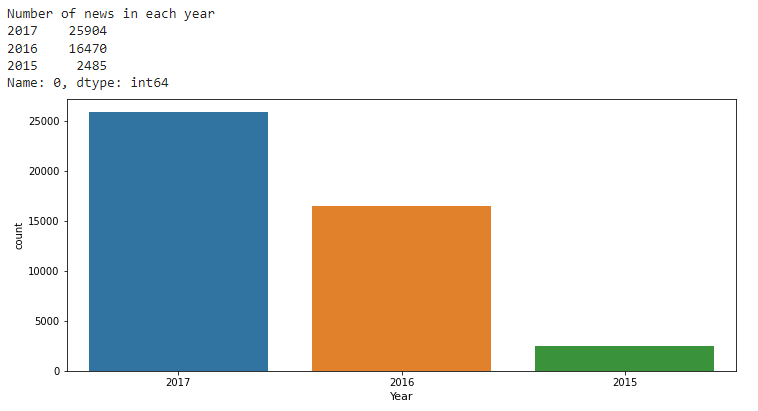 Number of news in each year
2017    25904
2016    16470
2015     2485
Name: 0, dtype: int64
25000
20000
15000
10000
5000
0
count
2017 2016 2015
Year